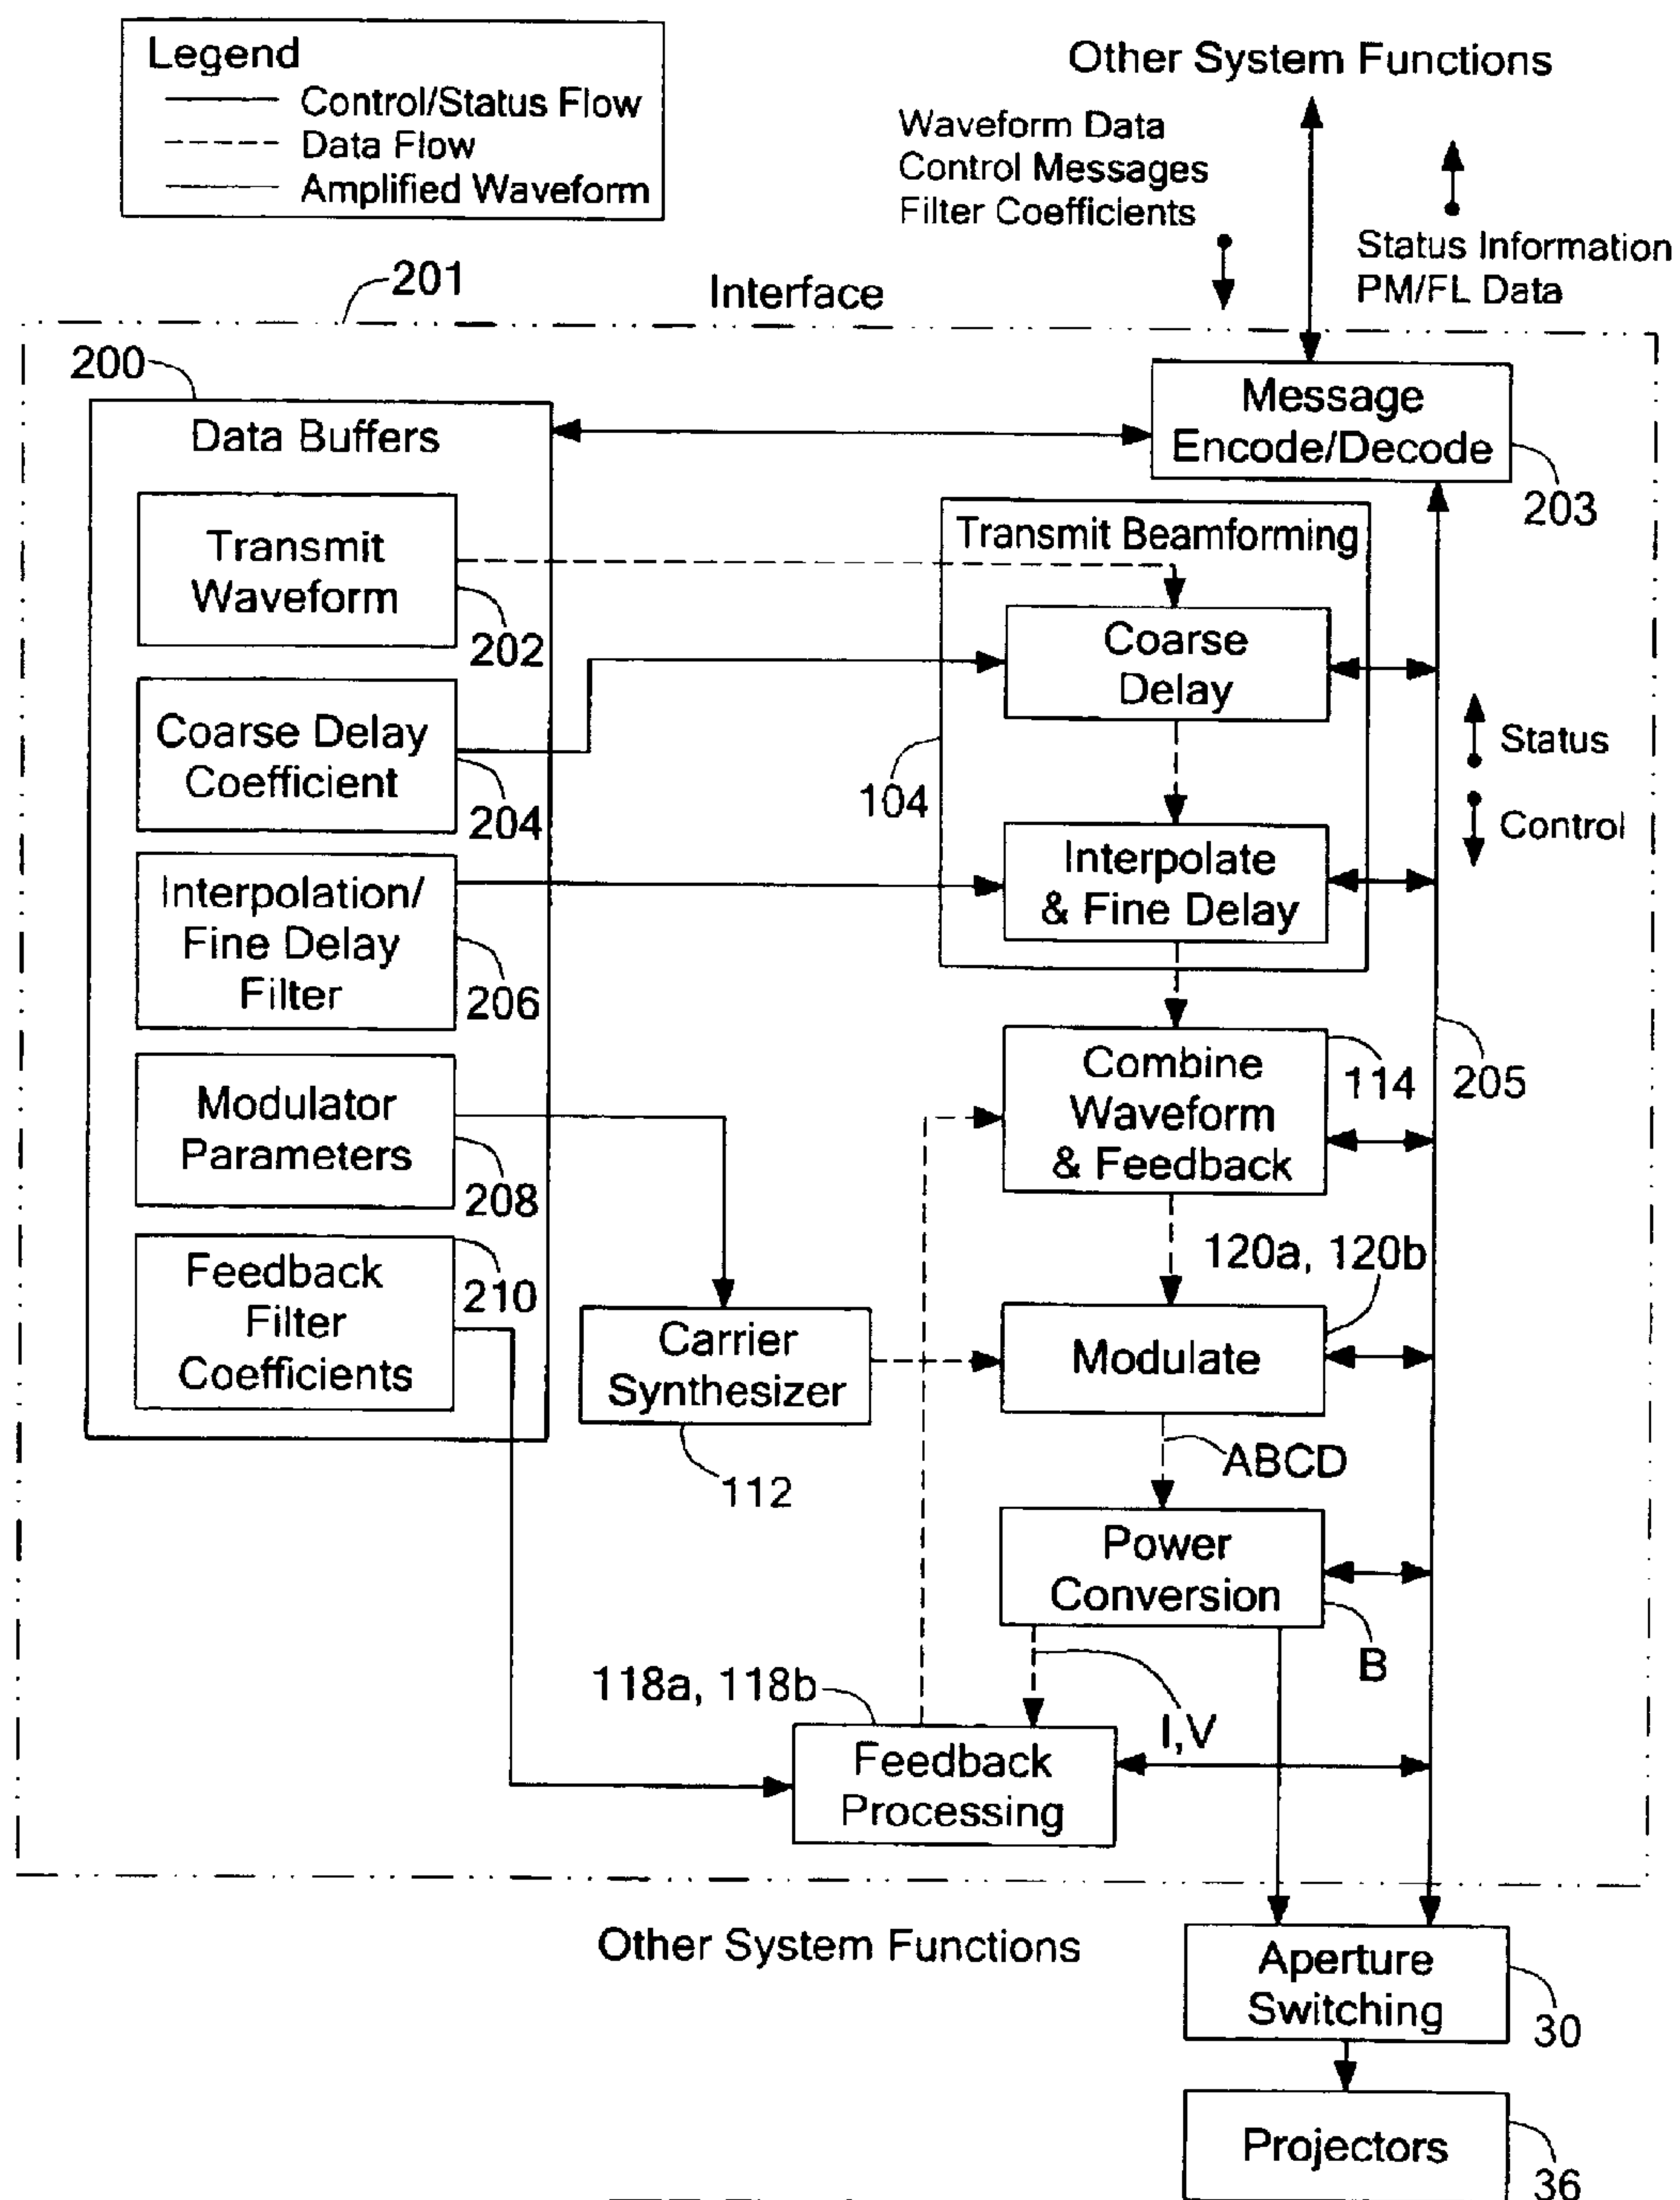 Legend
Control/Status Flow
Data Flow
Amplified Waveform
Other System Functions
Waveform Data
Control Messages
Filter Coefficients
Status Information
PM/FL Data
201
Interface
200
Data Buffers
Message
Encode/Decode
203
Transmit
Waveform
202
Transmit Beamforming
Coarse
Delay
Coarse Delay
Coefficient
204
104
Status
Control
Interpolation/
Fine Delay
Filter
206
Interpolate
& Fine Delay
Combine
Waveform
& Feedback
114
205
Modulator
Parameters
208
120a, 120b
Feedback
Filter
Coefficients
210
Carrier
Synthesizer
112
Modulate
ABCD
Power
Conversion
B
118a, 118b
I,V
Feedback
Processing
Other System Functions
Aperture
Switching
30
Projectors
36